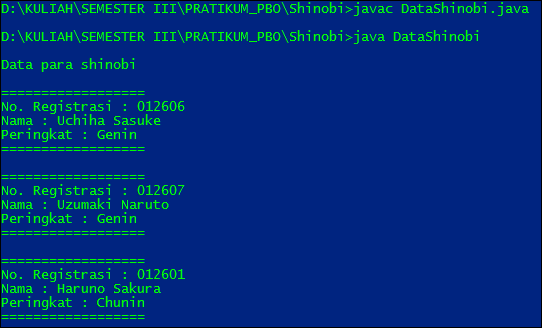 D:\KULIAH\SEMESTER III\PRATIKUM_PBO\Shinobi>javac DataShinobi.java
D:\KULIAH\SEMESTER III\PRATIKUM_PBO\Shinobi>java DataShinobi
Data para shinobi
==================
No. Registrasi : 012606
Nama : Uchiha Sasuke
Peringkat : Genin
==================
==================
No. Registrasi : 012607
Nama : Uzumaki Naruto
Peringkat : Genin
==================
==================
No. Registrasi : 012601
Nama : Haruno Sakura
Peringkat : Chunin
==================